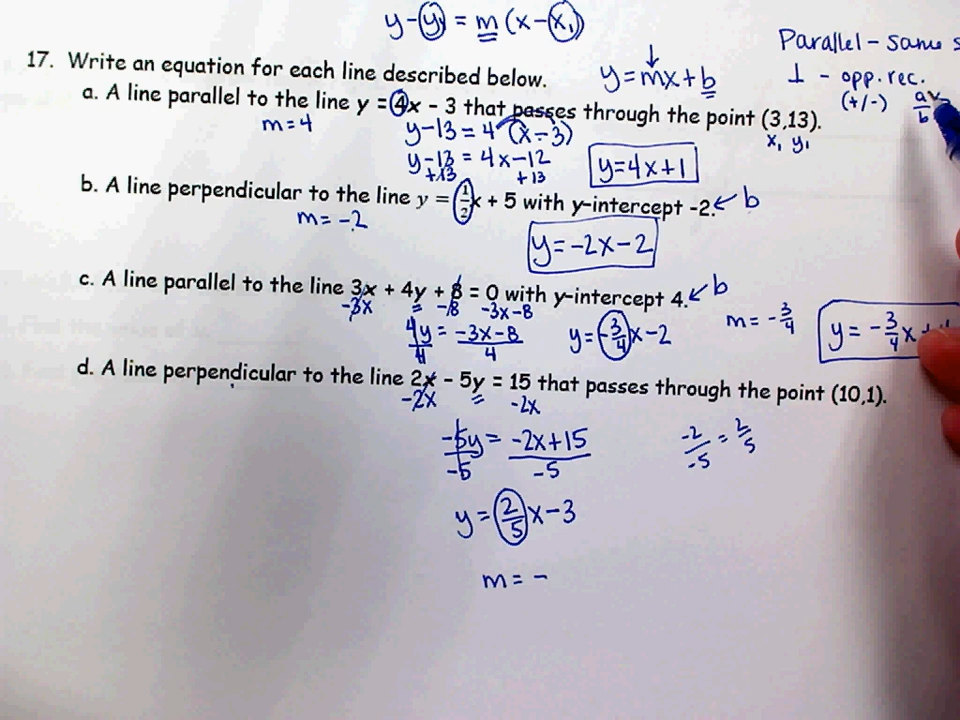 y-y₁ = m (x-x₁)
Parallel - same s
17. Write an equation for each line described below. y=mx+b
⊥ - opp. rec.
(+/-) a/b
a. A line parallel to the line y = 4x - 3 that passes through the point (3,13).
m=4 y-13 = 4 (x-3) x₁ y₁
y-13 = 4x-12 y=4x+1
+13 +13
b. A line perpendicular to the line y = 1/2x + 5 with y-intercept -2. ← b
m= -2
y= -2x-2
c. A line parallel to the line 3x + 4y + 8 = 0 with y-intercept 4. ← b
-3x -8 -3x-8
4y = -3x-8 y= -3/4x-2 m= -3/4 y= -3/4x+
4 4
d. A line perpendicular to the line 2x - 5y = 15 that passes through the point (10,1).
-2x -2x
-5y = -2x+15 -2/-5 = 2/5
-5 -5
y= 2/5x-3
m= -